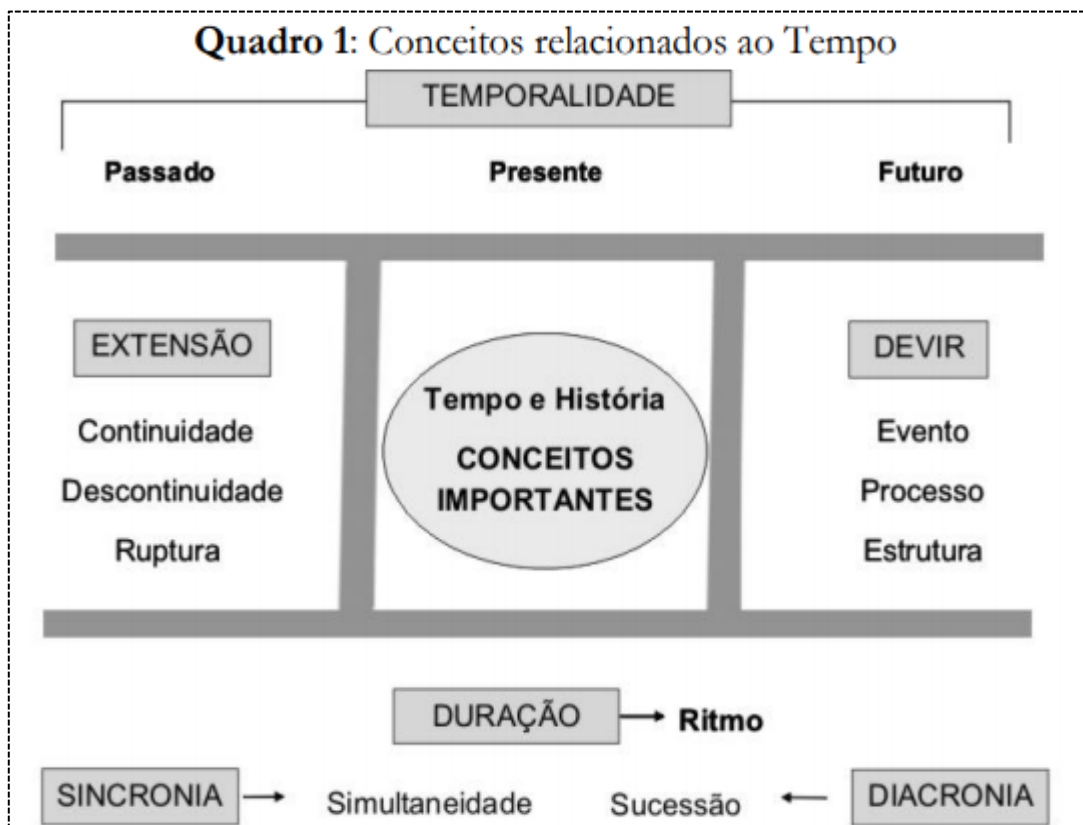 Quadro 1: Conceitos relacionados ao Tempo
TEMPORALIDADE
Passado
Presente
Futuro
EXTENSÃO
Continuidade
Descontinuidade
Ruptura
Tempo e História
CONCEITOS
IMPORTANTES
DEVIR
Evento
Processo
Estrutura
DURAÇÃO
Ritmo
SINCRONIA
Simultaneidade
Sucessão
DIACRONIA